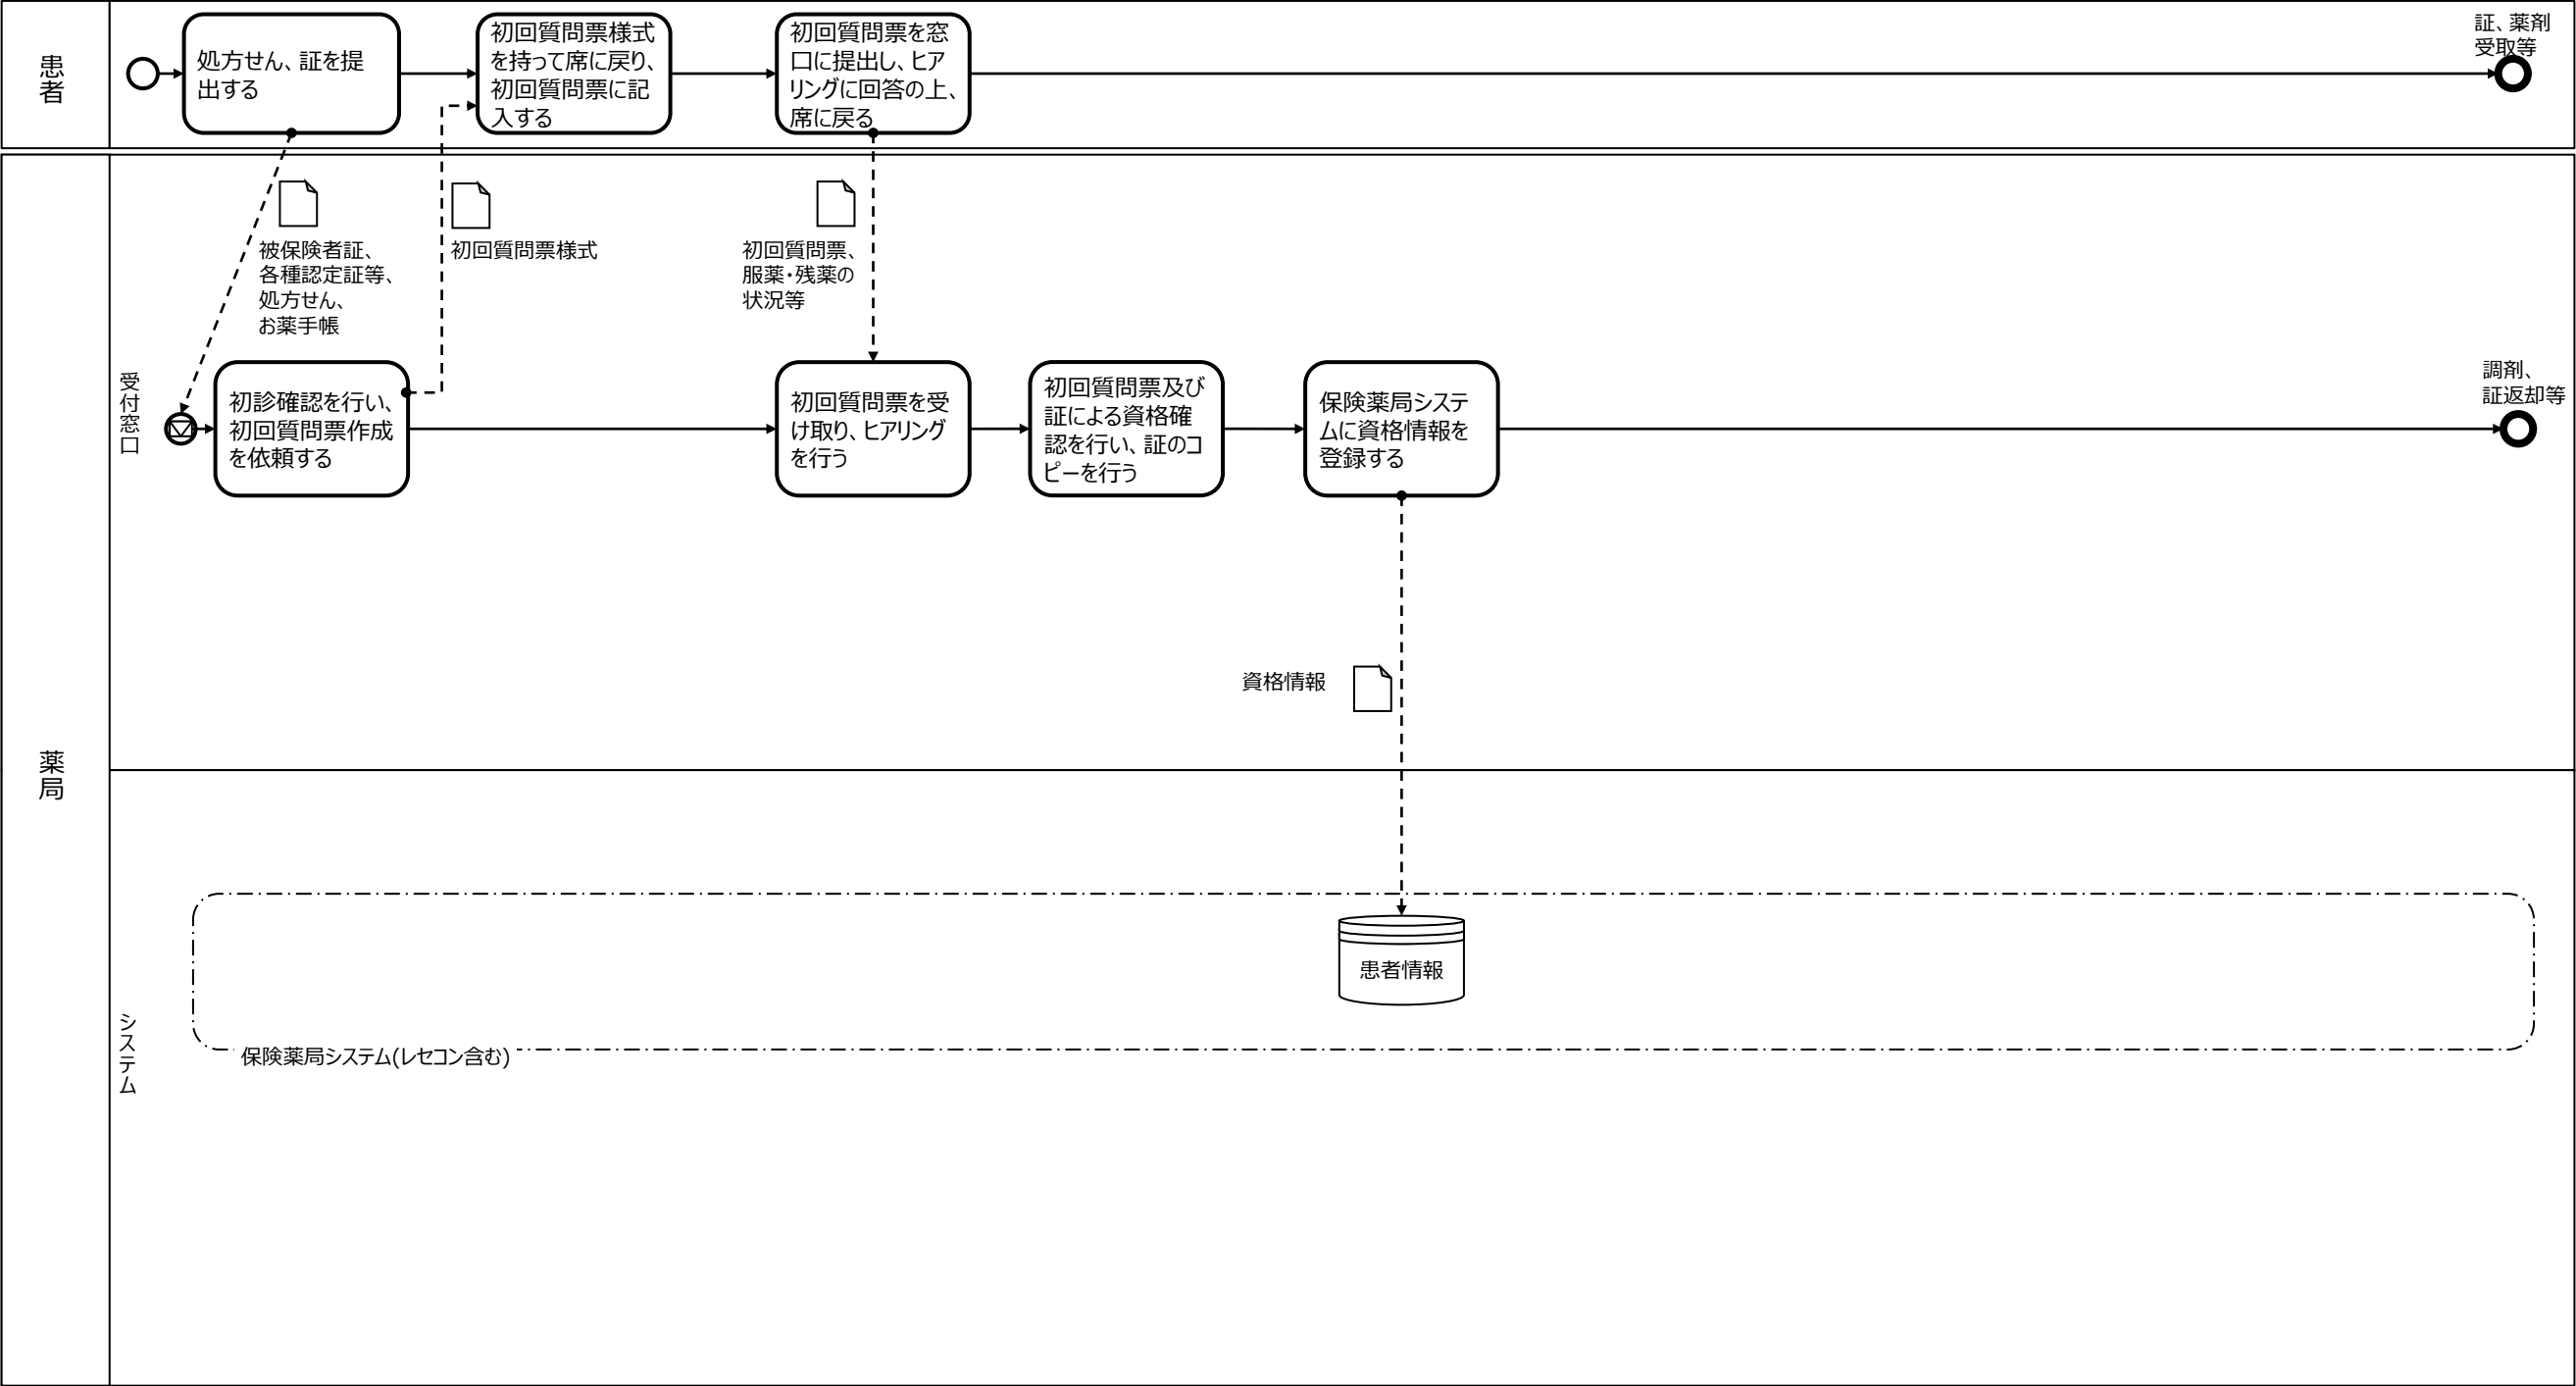 患者
処方せん、証を提
出する
初回質問票様式
を持って席に戻り、
初回質問票に記
入する
初回質問票を窓
口に提出し、ヒア
リングに回答の上、
席に戻る
証、薬剤
受取等
薬局
受付窓口
被保険者証、
各種認定証等、
処方せん、
お薬手帳
初回質問票様式
初回質問票、
服薬・残薬の
状況等
初診確認を行い、
初回質問票作成
を依頼する
初回質問票を受
け取り、ヒアリング
を行う
初回質問票及び
証による資格確
認を行い、証のコ
ピーを行う
保険薬局システ
ムに資格情報を
登録する
調剤、
証返却等
資格情報
システム
患者情報
保険薬局システム(レセコン含む)